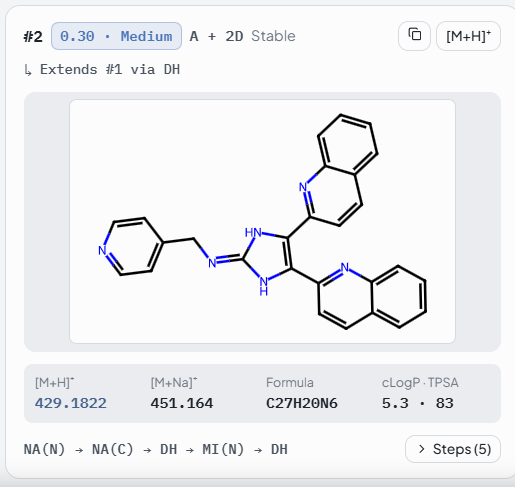 #2 0.30 · Medium A + 2D Stable [M+H]⁺
↳ Extends #1 via DH
N
HN
N
N
N
N
H
[M+H]⁺ [M+Na]⁺ Formula cLogP · TPSA
429.1822 451.164 C27H20N6 5.3 · 83
NA(N) → NA(C) → DH → MI(N) → DH > Steps (5)